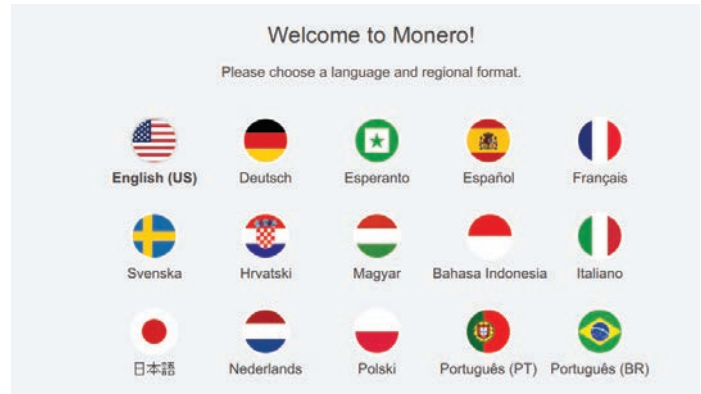 Welcome to Monero!
Please choose a language and regional format.
English (US) Deutsch Esperanto Español Français
Svenska Hrvatski Magyar Bahasa Indonesia Italiano
日本語 Nederlands Polski Português (PT) Português (BR)